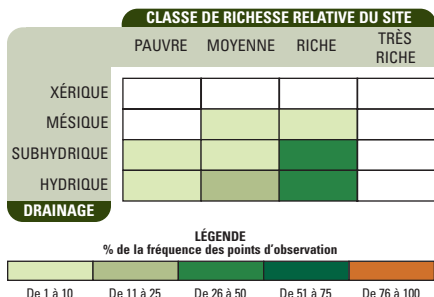 CLASSE DE RICHESSE RELATIVE DU SITE
PAUVRE MOYENNE RICHE TRÈS
RICHE
XÉRIQUE
MÉSIQUE
SUBHYDRIQUE
HYDRIQUE
DRAINAGE
LÉGENDE
% de la fréquence des points d'observation
De 1 à 10 De 11 à 25 De 26 à 50 De 51 à 75 De 76 à 100